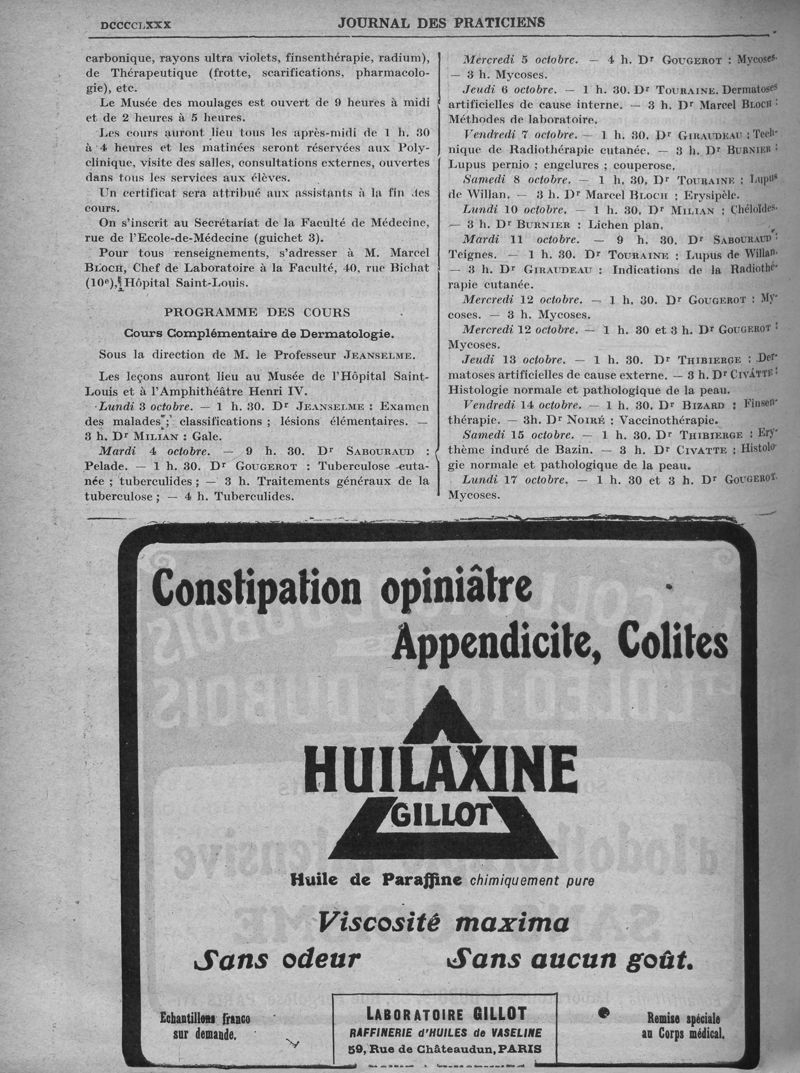 DCCCCLXXX
JOURNAL DES PRATICIENS
carbonique, rayons ultra violets, finsenthérapie, radium),
de Thérapeutique (frotte, scarifications, pharmacolo-
gie), etc.
Le Musée des moulages est ouvert de 9 heures à midi
et de 2 heures à 5 heures.
Les cours auront lieu tous les après-midi de 1 h. 30
à 4 heures et les matinées seront réservées aux Poly-
clinique, visite des salles, consultations externes, ouvertes
dans tous les services aux élèves.
Un certificat sera attribué aux assistants à la fin des
cours.
On s'inscrit au Secrétariat de la Faculté de Médecine,
rue de l'Ecole-de-Médecine (guichet 3).
Pour tous renseignements, s'adresser à M. Marcel
BLOCH, Chef de Laboratoire à la Faculté, 40, rue Bichat
(10e), Hôpital Saint-Louis.
PROGRAMME DES COURS
Cours Complémentaire de Dermatologie.
Sous la direction de M. le Professeur JEANSELME.
Les leçons auront lieu au Musée de l'Hôpital Saint-
Louis et à l'Amphithéâtre Henri IV.
Lundi 3 octobre. — 1 h. 30. Dr JEANSELME : Examen
des malades ; classifications ; lésions élémentaires. —
3 h. Dr MILIAN : Gale.
Mardi 4 octobre. — 9 h. 30. Dr SABOURAUD :
Pelade. — 1 h. 30. Dr GOUGEROT : Tuberculose cuta-
née ; tuberculides ; — 3 h. Traitements généraux de la
tuberculose ; — 4 h. Tuberculides.
Mercredi 5 octobre. — 4 h. Dr GOUGEROT : Mycoses.
— 3 h. Mycoses.
Jeudi 6 octobre. — 1 h. 30. Dr TOURAINE. Dermatoses
artificielles de cause interne. — 3 h. Dr Marcel BLOCH :
Méthodes de laboratoire.
Vendredi 7 octobre. — 1 h. 30. Dr GIRAUDEAU : Tech-
nique de Radiothérapie cutanée. — 3 h. Dr BURNIER :
Lupus pernio ; engelures ; couperose.
Samedi 8 octobre. — 1 h. 30. Dr TOURAINE : Lupus
de Willan. — 3 h. Dr Marcel BLOCH : Erysipèle.
Lundi 10 octobre. — 1 h. 30. Dr MILIAN : Chéloïdes.
— 3 h. Dr BURNIER : Lichen plan.
Mardi 11 octobre. — 9 h. 30. Dr SABOURAUD :
Teignes. — 1 h. 30. Dr TOURAINE : Lupus de Willan.
— 3 h. Dr GIRAUDEAU : Indications de la Radiothé-
rapie cutanée.
Mercredi 12 octobre. — 1 h. 30. Dr GOUGEROT : My-
coses. — 3 h. Mycoses.
Mercredi 12 octobre. — 1 h. 30 et 3 h. Dr GOUGEROT :
Mycoses.
Jeudi 13 octobre. — 1 h. 30. Dr THIBIERGE : Der-
matoses artificielles de cause externe. — 3 h. Dr CIVATTE :
Histologie normale et pathologique de la peau.
Vendredi 14 octobre. — 1 h. 30. Dr BIZARD : Finsen-
thérapie. — 3h. Dr NOIRÉ : Vaccinothérapie.
Samedi 15 octobre. — 1 h. 30. Dr THIBIERGE : Ery-
thème induré de Bazin. — 3 h. Dr CIVATTE : Histolo-
gie normale et pathologique de la peau.
Lundi 17 octobre. — 1 h. 30 et 3 h. Dr GOUGEROT.
Mycoses.
Constipation opiniâtre
Appendicite, Colites
HUILAXINE
GILLOT
Huile de Paraffine chimiquement pure
Viscosité maxima
Sans odeur Sans aucun goût.
Echantillons franco
sur demande.
LABORATOIRE GILLOT
RAFFINERIE d'HUILES de VASELINE
59, Rue de Châteaudun, PARIS
Remise spéciale
au Corps médical.